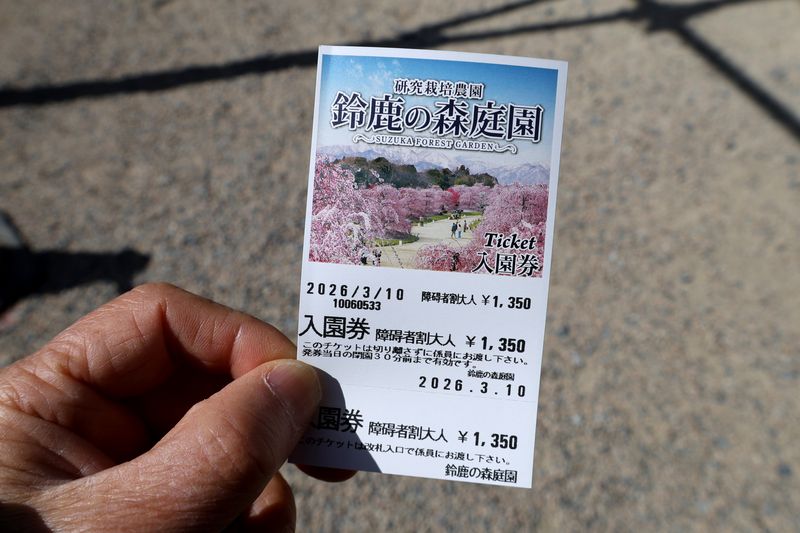 研究栽培農園
鈴鹿の森庭園
SUZUKA FOREST GARDEN
Ticket
入園券
2026/3/10 障碍者割大人 ¥1,350
10060533
入園券 障碍者割大人 ¥1,350
このチケットは切り離さずに係員にお渡し下さい。
発券当日の閉園30分前まで有効です。
鈴鹿の森庭園
2026.3.10
入園券 障碍者割大人 ¥1,350
このチケットは改札入口で係員にお渡し下さい。
鈴鹿の森庭園